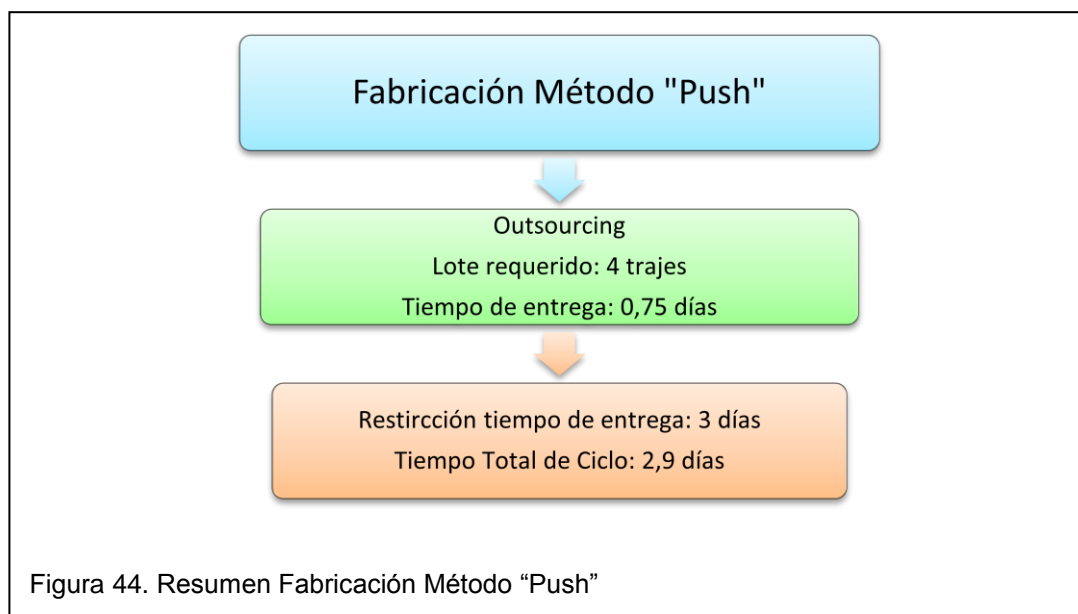 Fabricación Método "Push"
Outsourcing
Lote requerido: 4 trajes
Tiempo de entrega: 0,75 días
Restircción tiempo de entrega: 3 días
Tiempo Total de Ciclo: 2,9 días
Figura 44. Resumen Fabricación Método “Push”